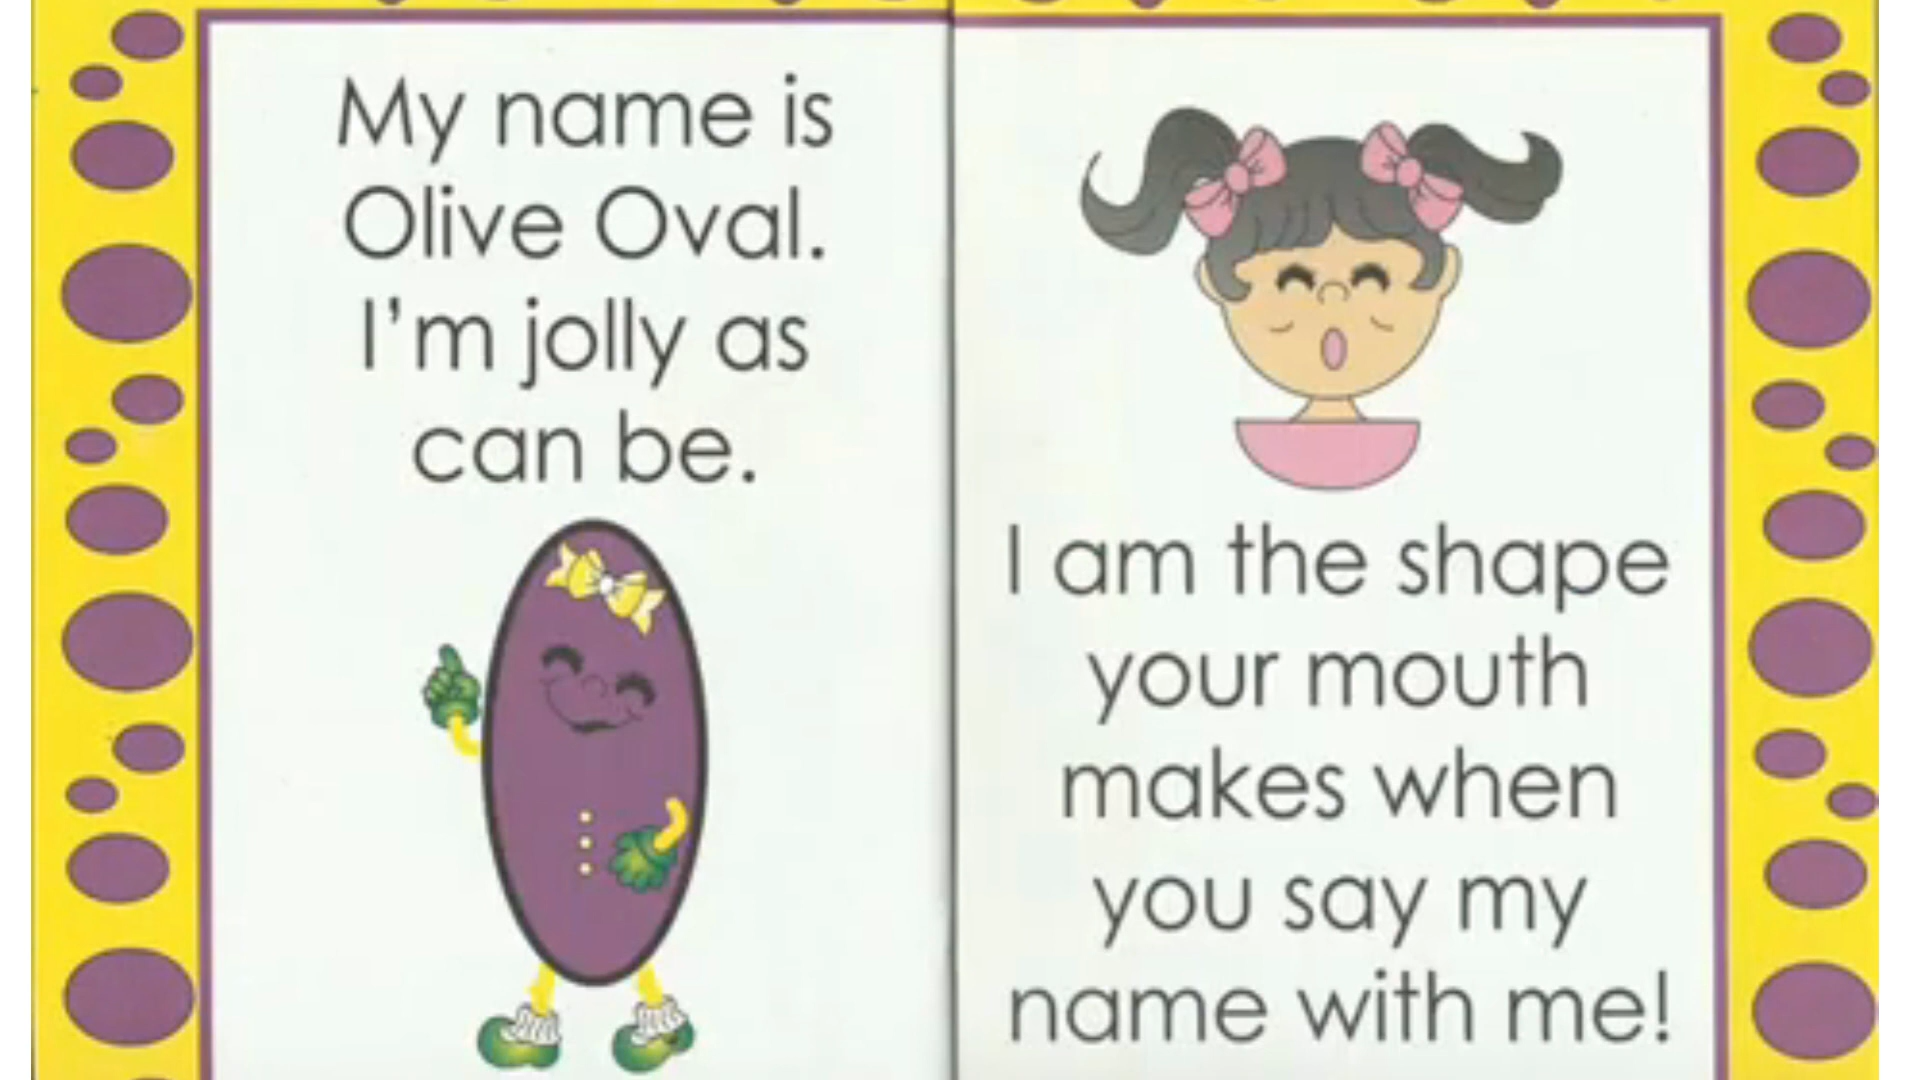 My name is
Olive Oval.
I'm jolly as
can be.
I am the shape
your mouth
makes when
you say my
name with me!